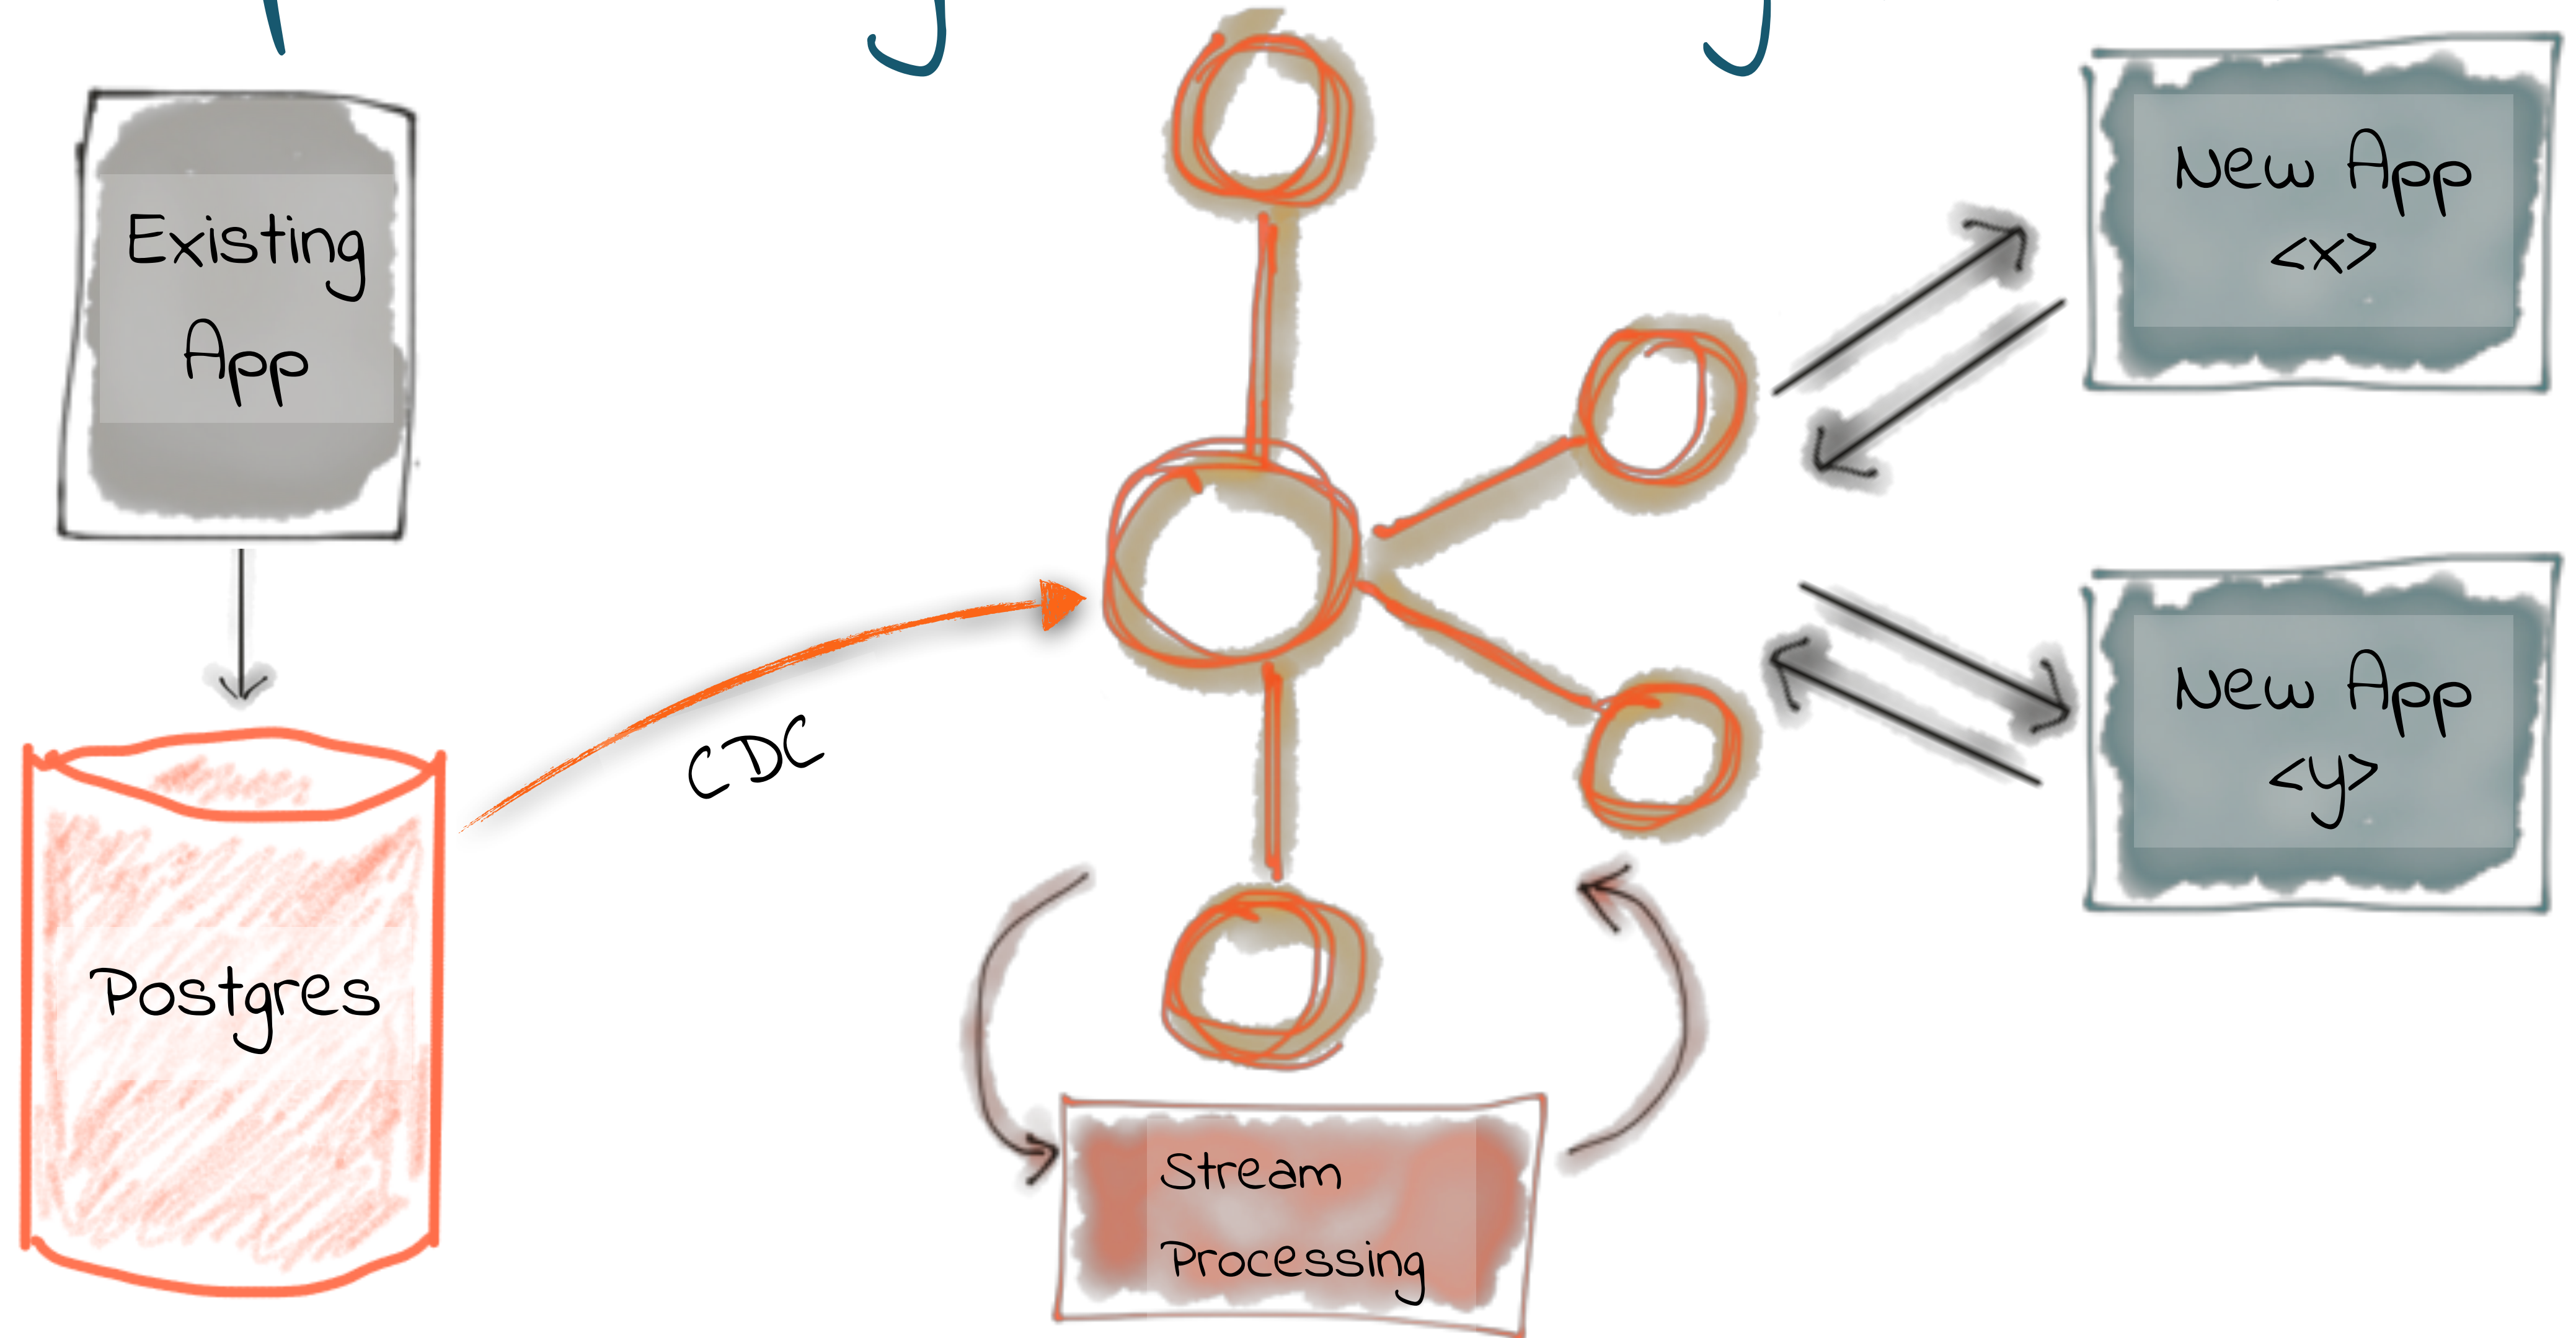 Existing
App
Postgres
CDC
Stream
Processing
New App
<x>
New App
<y>